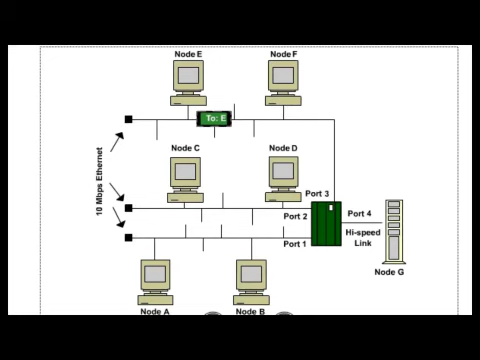 Node E
Node F
To: E
10 Mbps Ethernet
Node C
Node D
Port 3
Port 2
Port 4
Hi-speed
Link
Port 1
Node G
Node A
Node B